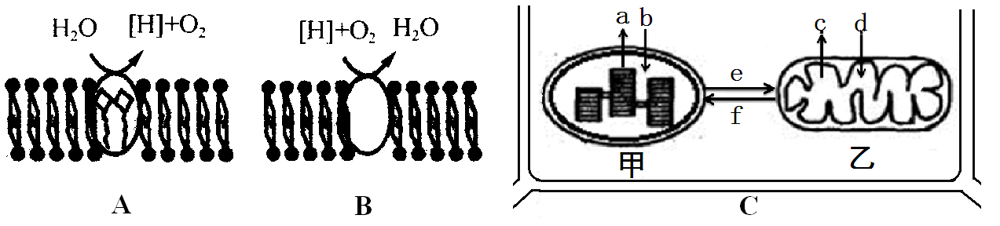 H₂O [H]+O₂
[H]+O₂ H₂O
a b
c d
e
f
甲
乙
A
B
C